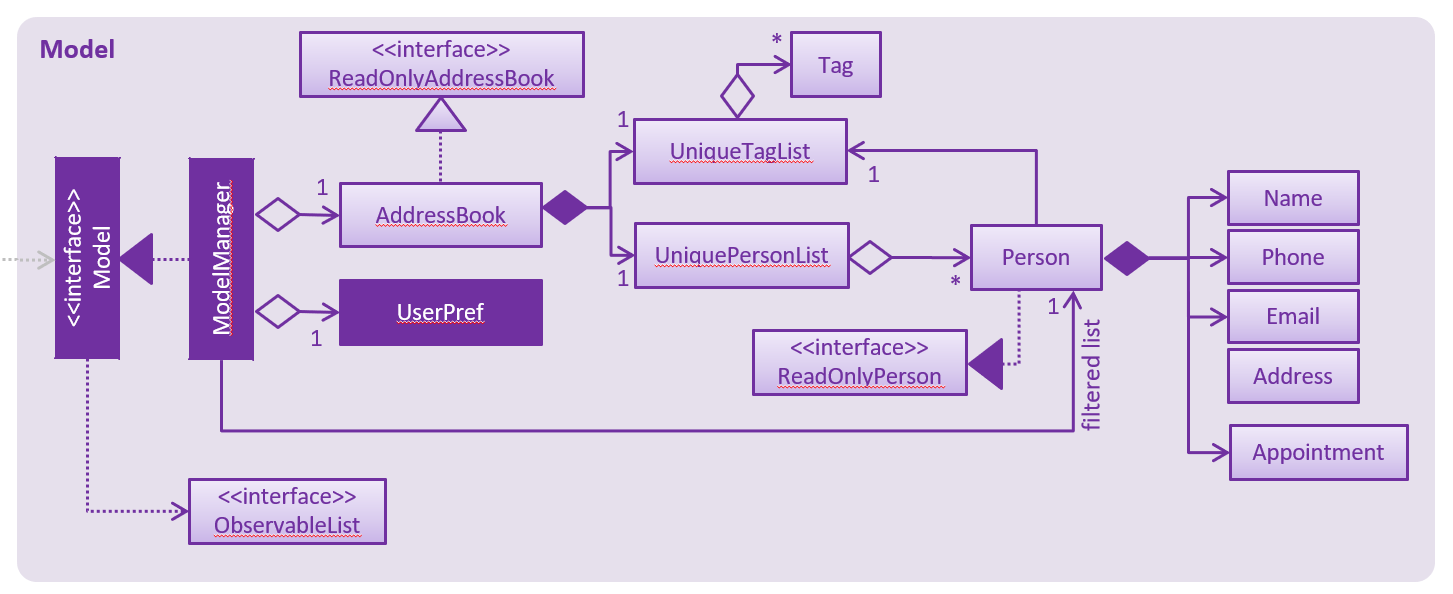 Model
<<interface>>
ReadOnlyAddressBook
*
Tag
1
UniqueTagList
1
<<interface>>
Model
ModelManager
1
AddressBook
Name
UniquePersonList
1
*
Person
Phone
1
UserPref
1
Email
<<interface>>
ReadOnlyPerson
filtered list
Address
Appointment
<<interface>>
ObservableList